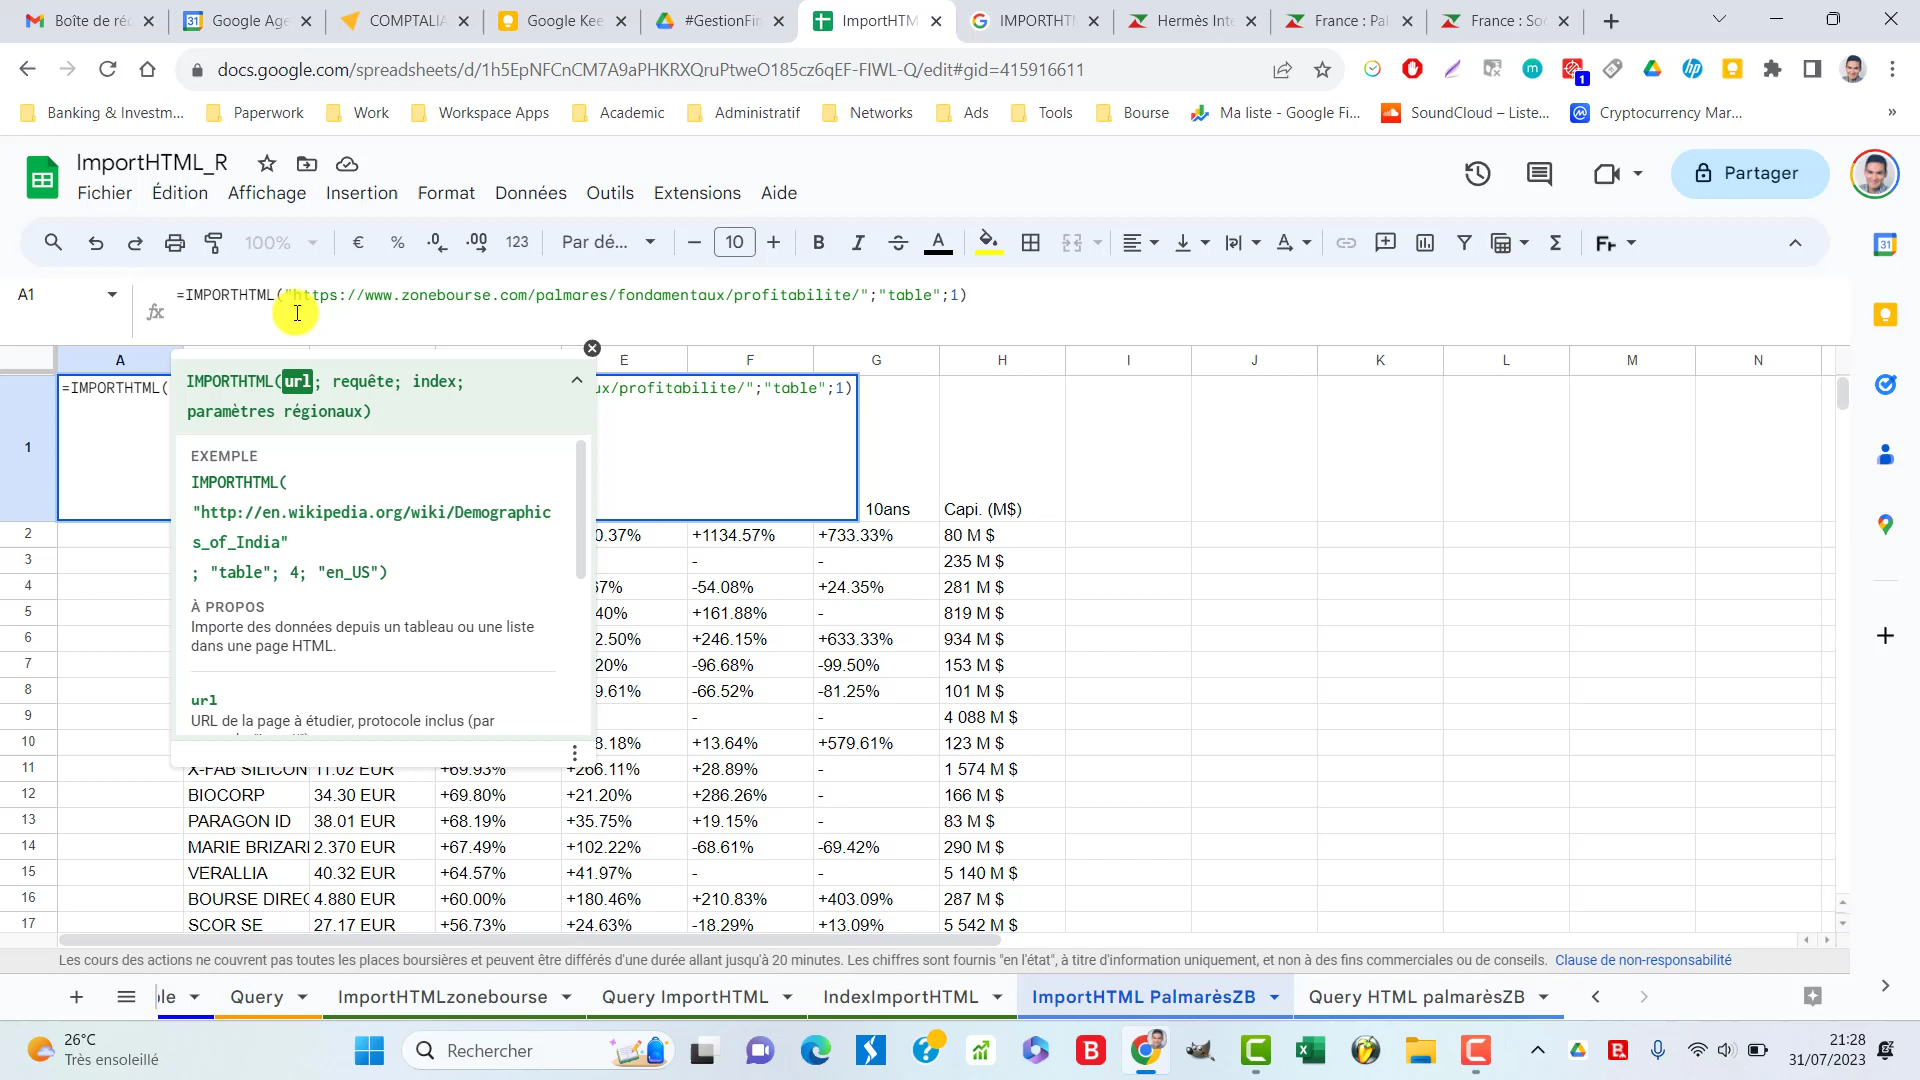 Boîte de réc
Google Age
COMPTALIA
Google Kee
#GestionFin
ImportHTM
IMPORTHTM
Hermès Inte
France : Pal
France : Soc
docs.google.com/spreadsheets/d/1h5EpNFCnCM7A9aPHKRXQruPtweO185cz6qEF-FIWL-Q/edit#gid=415916611
1
Banking & Investm...
Paperwork
Work
Workspace Apps
Academic
Administratif
Networks
Ads
Tools
Bourse
Ma liste - Google Fi...
SoundCloud – Liste...
Cryptocurrency Mar...
»
ImportHTML_R
Fichier Édition Affichage Insertion Format Données Outils Extensions Aide
Partager
100% € % .0 .00 123 Par dé... 10 B I A Σ
A1
=IMPORTHTML("https://www.zonebourse.com/palmares/fondamentaux/profitabilite/";"table";1)
fx
A E F G H I J K L M N
=IMPORTHTML( ux/profitabilite/";"table";1)
IMPORTHTML(url; requête; index;
paramètres régionaux)
EXEMPLE
IMPORTHTML(
"http://en.wikipedia.org/wiki/Demographic
s_of_India"
; "table"; 4; "en_US")
À PROPOS
Importe des données depuis un tableau ou une liste
dans une page HTML.
url
URL de la page à étudier, protocole inclus (par
1 10ans Capi. (M$)
2 0.37% +1134.57% +733.33% 80 M $
3 - - 235 M $
4 67% -54.08% +24.35% 281 M $
5 40% +161.88% - 819 M $
6 2.50% +246.15% +633.33% 934 M $
7 20% -96.68% -99.50% 153 M $
8 9.61% -66.52% -81.25% 101 M $
9 - - 4 088 M $
10 8.18% +13.64% +579.61% 123 M $
11 X-FAB SILICON 11.02 EUR +69.93% +266.11% +28.89% - 1 574 M $
12 BIOCORP 34.30 EUR +69.80% +21.20% +286.26% - 166 M $
13 PARAGON ID 38.01 EUR +68.19% +35.75% +19.15% - 83 M $
14 MARIE BRIZARI 2.370 EUR +67.49% +102.22% -68.61% -69.42% 290 M $
15 VERALLIA 40.32 EUR +64.57% +41.97% - - 5 140 M $
16 BOURSE DIREC 4.880 EUR +60.00% +180.46% +210.83% +403.09% 287 M $
17 SCOR SE 27.17 EUR +56.73% +24.63% -18.29% +13.09% 5 542 M $
Les cours des actions ne couvrent pas toutes les places boursières et peuvent être différés d'une durée allant jusqu'à 20 minutes. Les chiffres sont fournis "en l'état", à titre d'information uniquement, et non à des fins commerciales ou de conseils. Clause de non-responsabilité
le Query ImportHTMLzonebourse Query ImportHTML IndexImportHTML ImportHTML PalmarèsZB Query HTML palmarèsZB
26°C
Très ensoleillé
Rechercher
21:28
31/07/2023